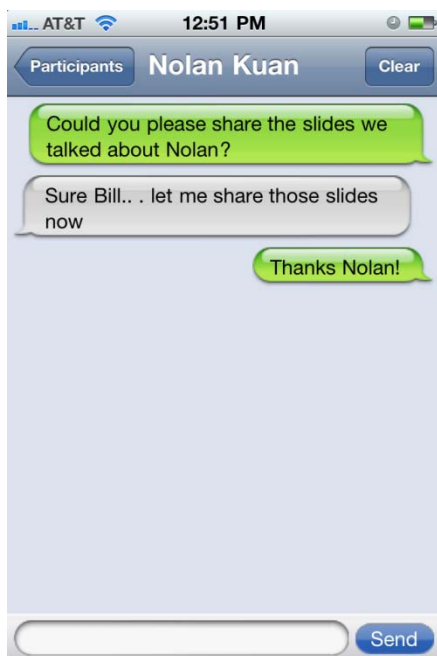 AT&T 12:51 PM
Participants Nolan Kuan Clear
Could you please share the slides we
talked about Nolan?
Sure Bill.. . let me share those slides
now
Thanks Nolan!
Send